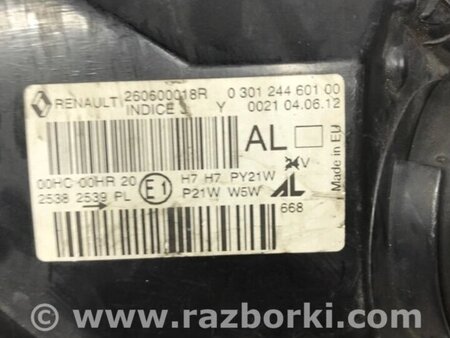 RENAULT 260600018R 0 301 244 601 00
INDICE Y 0021 04.06.12
AL
Made in EU
00HC 00HR 20 E1 H7 H7 PY21W
2538 2539 PL P21W W5W AL
668
www.razborki.com